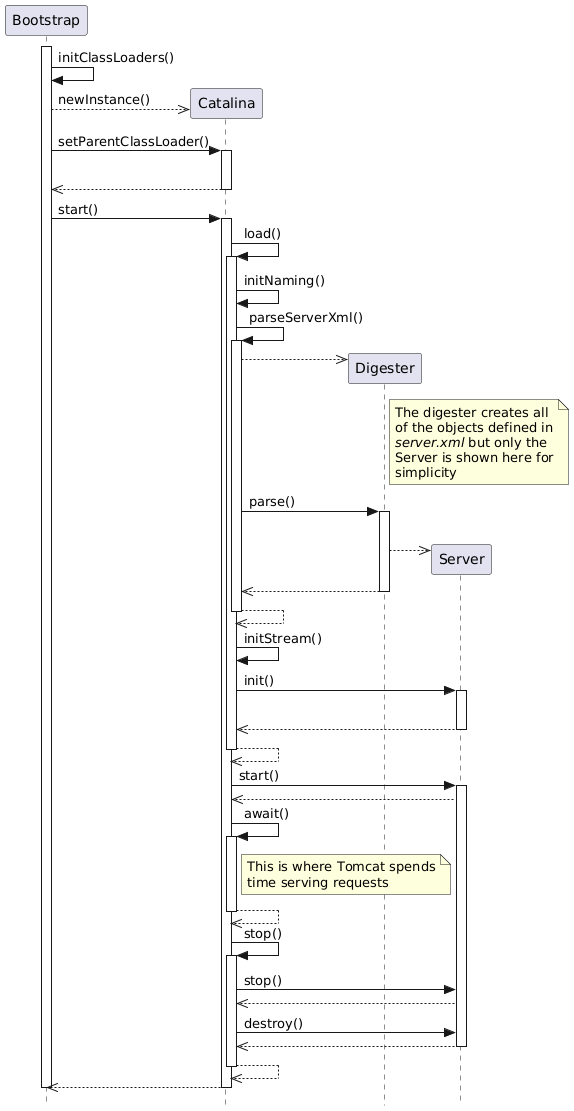 Bootstrap
initClassLoaders()
newInstance()
Catalina
setParentClassLoader()
start()
load()
initNaming()
parseServerXml()
Digester
The digester creates all
of the objects defined in
server.xml but only the
Server is shown here for
simplicity
parse()
Server
initStream()
init()
start()
await()
This is where Tomcat spends
time serving requests
stop()
stop()
destroy()